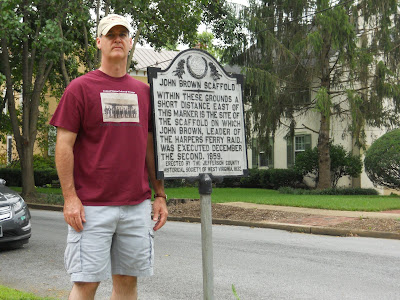 JOHN BROWN SCAFFOLD
WITHIN THESE GROUNDS A
SHORT DISTANCE EAST OF
THIS MARKER IS THE SITE
OF THE SCAFFOLD ON WHICH
JOHN BROWN, LEADER OF
THE HARPERS FERRY RAID,
WAS EXECUTED DECEMBER
THE SECOND, 1859.
ERECTED BY THE JEFFERSON COUNTY
HISTORICAL SOCIETY OF WEST VIRGINIA, INC.